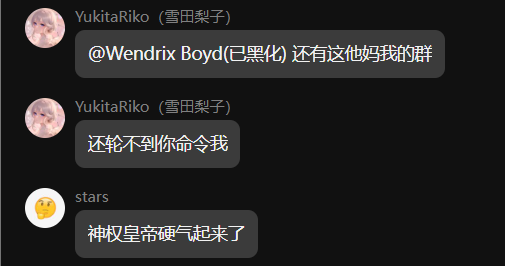 YukitaRiko（雪田梨子）
@Wendrix Boyd(已黑化) 还有这他妈我的群
YukitaRiko（雪田梨子）
还轮不到你命令我
stars
神权皇帝硬气起来了